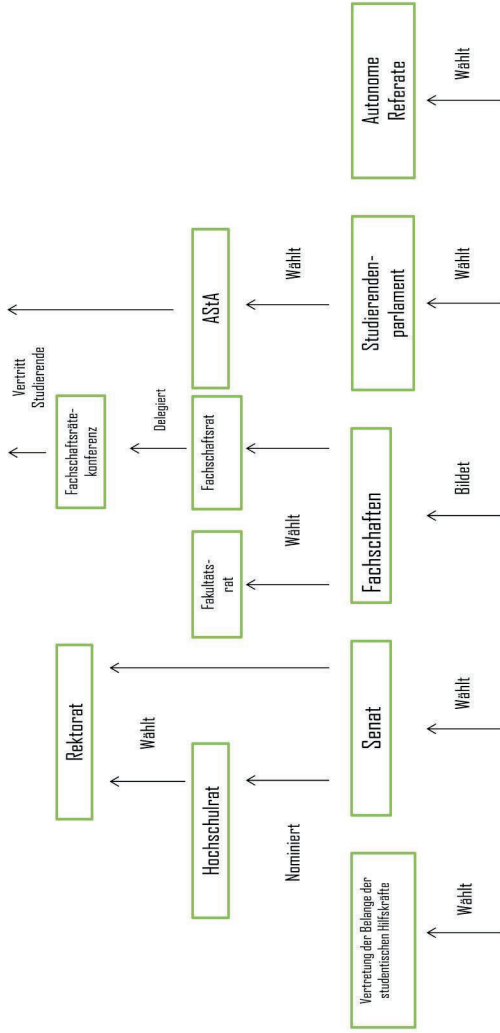 Vertritt
Studierende
Rektorat
Fachschaftsräte-
konferenz
Wählt
Delegiert
Hochschulrat
Fakultäts-
rat
Fachschaftsrat
AStA
Nominiert
Wählt
Wählt
Vertretung der Belange der
studentischen Hilfskräfte
Senat
Fachschaften
Studierenden-
parlament
Autonome
Referate
Wählt
Wählt
Bildet
Wählt
Wählt